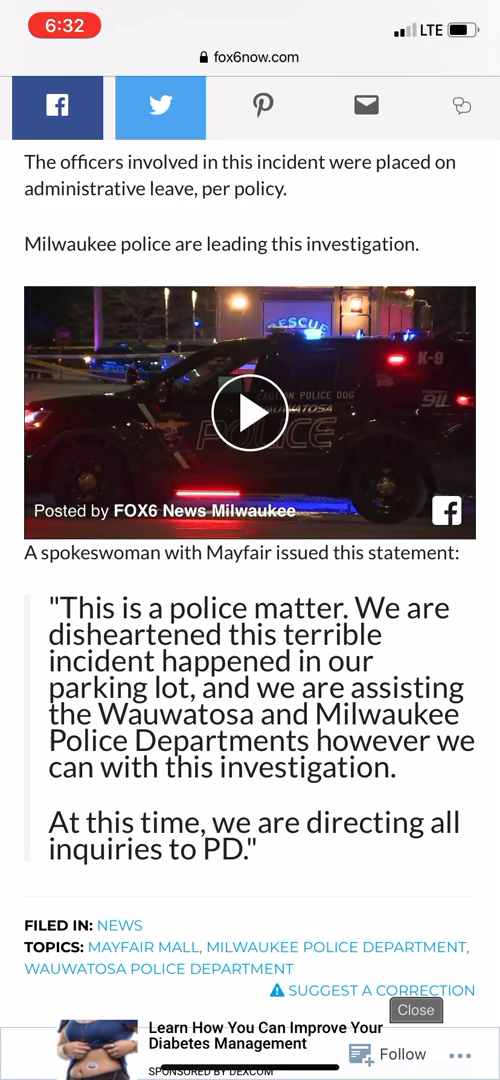 6:32
LTE
fox6now.com
The officers involved in this incident were placed on
administrative leave, per policy.
Milwaukee police are leading this investigation.
RESCUE
K-9
CAUTION POLICE DOG
WAUWATOSA
POLICE
911
Posted by FOX6 News Milwaukee
A spokeswoman with Mayfair issued this statement:
"This is a police matter. We are
disheartened this terrible
incident happened in our
parking lot, and we are assisting
the Wauwatosa and Milwaukee
Police Departments however we
can with this investigation.
At this time, we are directing all
inquiries to PD."
FILED IN: NEWS
TOPICS: MAYFAIR MALL, MILWAUKEE POLICE DEPARTMENT,
WAUWATOSA POLICE DEPARTMENT
SUGGEST A CORRECTION
Close
Learn How You Can Improve Your
Diabetes Management
SPONSORED BY DEXCOM
Follow